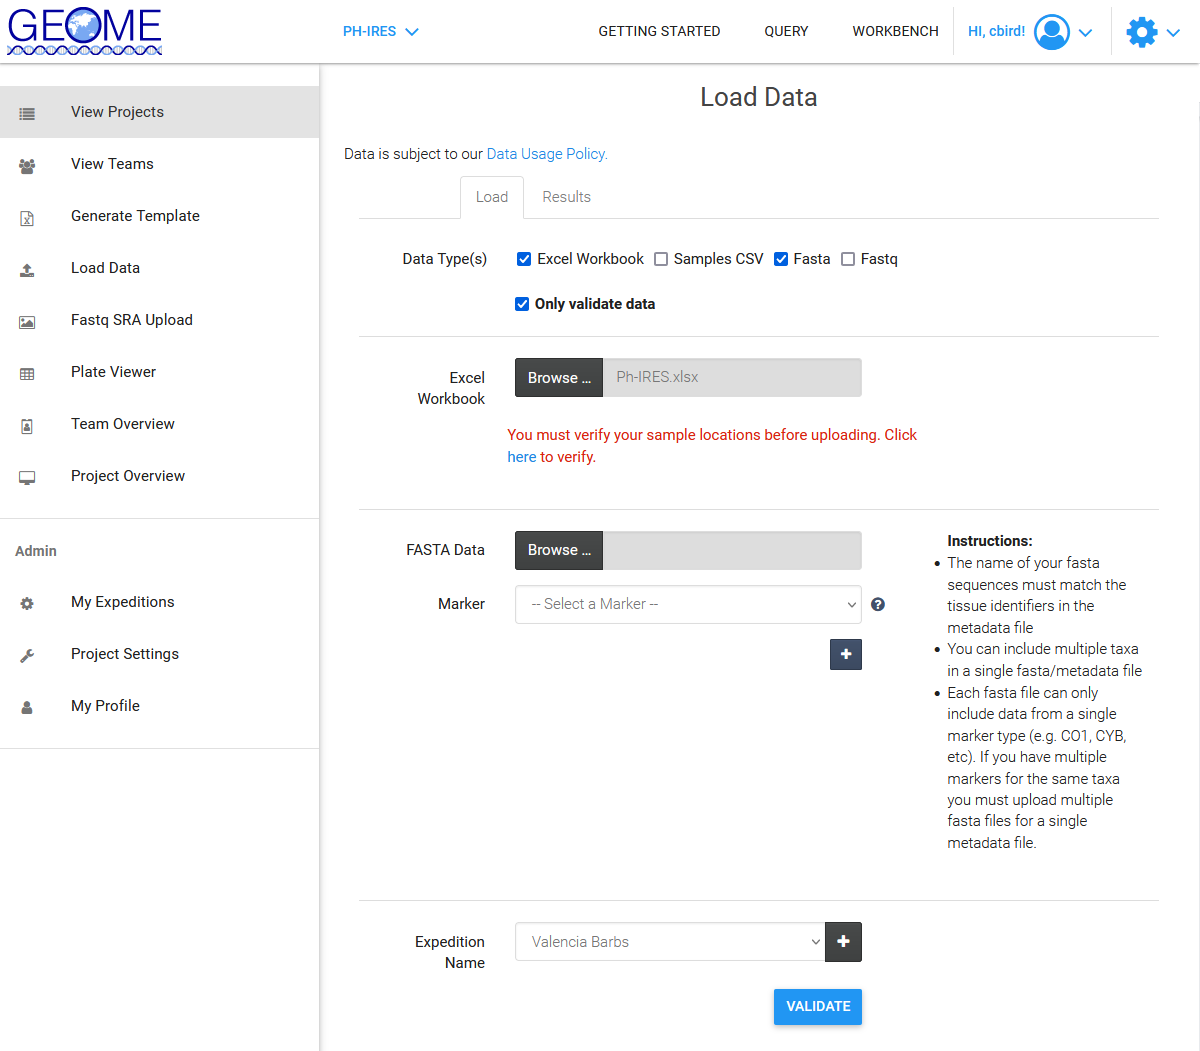 GEOME
PH-IRES
GETTING STARTED
QUERY
WORKBENCH
HI, cbird!
View Projects
View Teams
Generate Template
Load Data
Fastq SRA Upload
Plate Viewer
Team Overview
Project Overview
Admin
My Expeditions
Project Settings
My Profile
Load Data
Data is subject to our Data Usage Policy.
Load
Results
Data Type(s)
Excel Workbook
Samples CSV
Fasta
Fastq
Only validate data
Excel
Workbook
Browse ...
Ph-IRES.xlsx
You must verify your sample locations before uploading. Click
here to verify.
FASTA Data
Browse ...
Marker
-- Select a Marker --
Instructions:
• The name of your fasta
sequences must match the
tissue identifiers in the
metadata file
• You can include multiple taxa
in a single fasta/metadata file
• Each fasta file can only
include data from a single
marker type (e.g. CO1, CYB,
etc). If you have multiple
markers for the same taxa
you must upload multiple
fasta files for a single
metadata file.
Expedition
Name
Valencia Barbs
VALIDATE